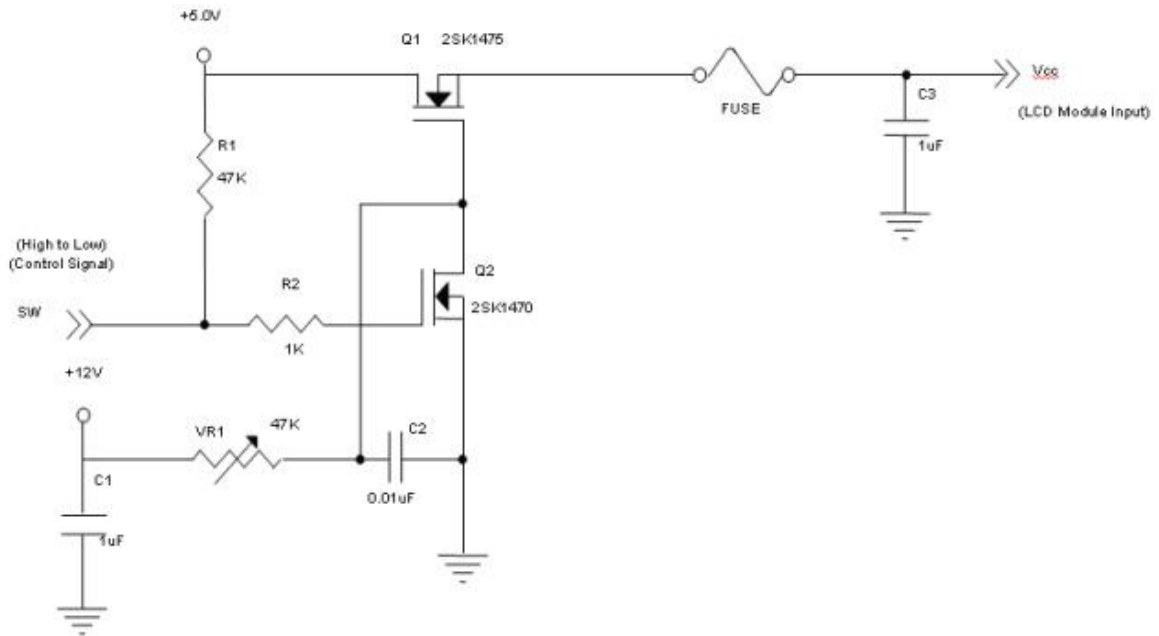 +5.0V
Q1 2SK1475
FUSE
C3
Vcc
(LCD Module Input)
1uF
R1
47K
(High to Low)
(Control Signal)
SW
R2
1K
Q2
2SK1470
+12V
VR1
47K
C2
0.01uF
C1
1uF